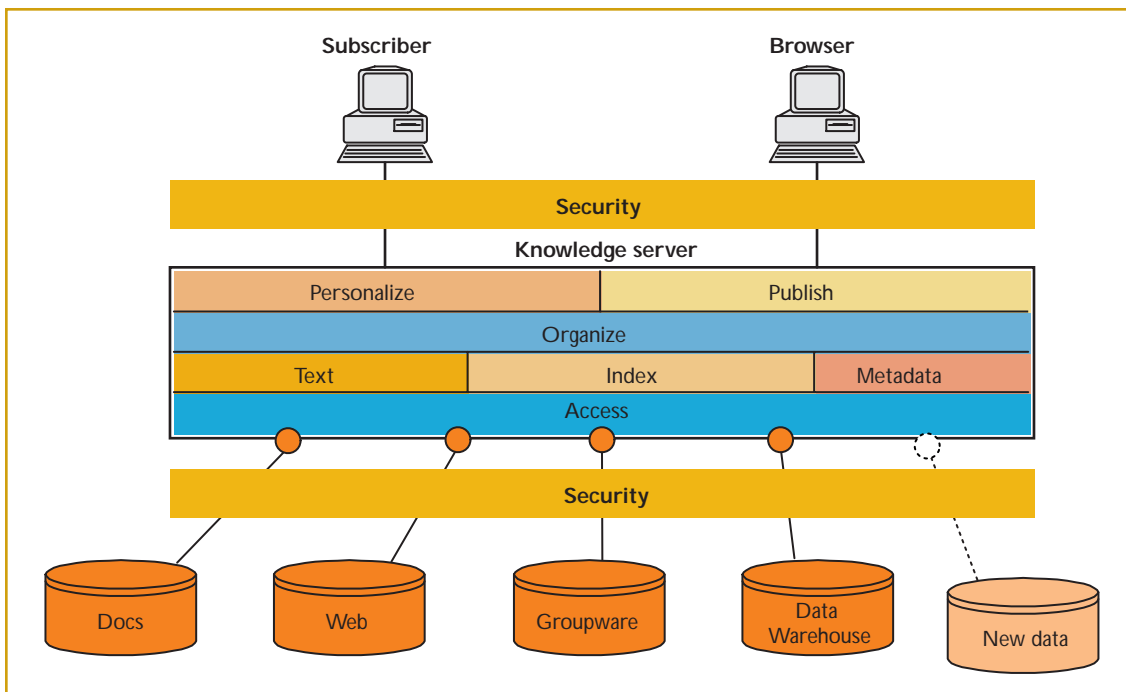 Subscriber
Browser
Security
Knowledge server
Personalize
Publish
Organize
Text
Index
Metadata
Access
Security
Docs
Web
Groupware
Data
Warehouse
New data